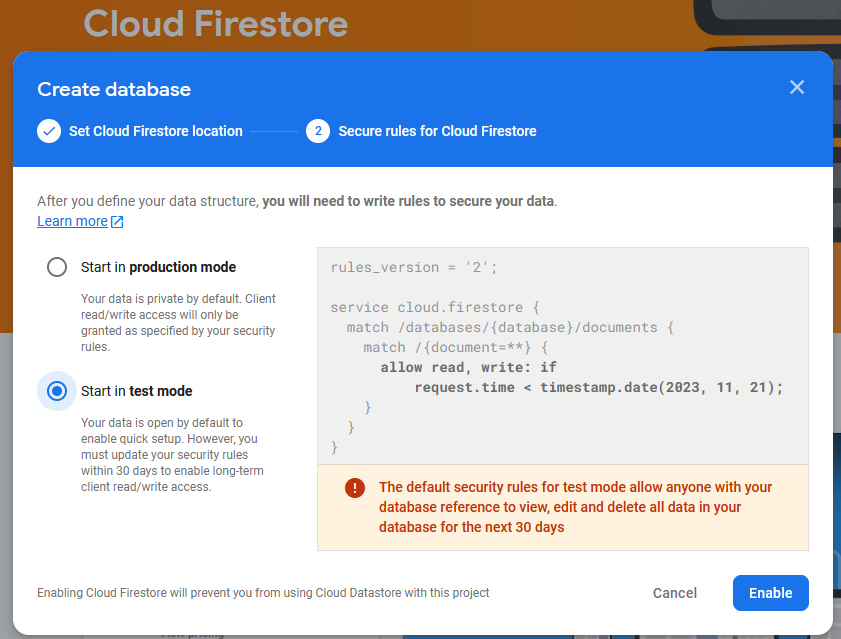 Cloud Firestore
Create database
Set Cloud Firestore location
2 Secure rules for Cloud Firestore
After you define your data structure, you will need to write rules to secure your data.
Learn more
Start in production mode
Your data is private by default. Client
read/write access will only be
granted as specified by your security
rules.
Start in test mode
Your data is open by default to
enable quick setup. However, you
must update your security rules
within 30 days to enable long-term
client read/write access.
rules_version = '2';
service cloud.firestore {
match /databases/{database}/documents {
match /{document=**} {
allow read, write: if
request.time < timestamp.date(2023, 11, 21);
}
}
}
The default security rules for test mode allow anyone with your
database reference to view, edit and delete all data in your
database for the next 30 days
Enabling Cloud Firestore will prevent you from using Cloud Datastore with this project
Cancel
Enable
View pricing